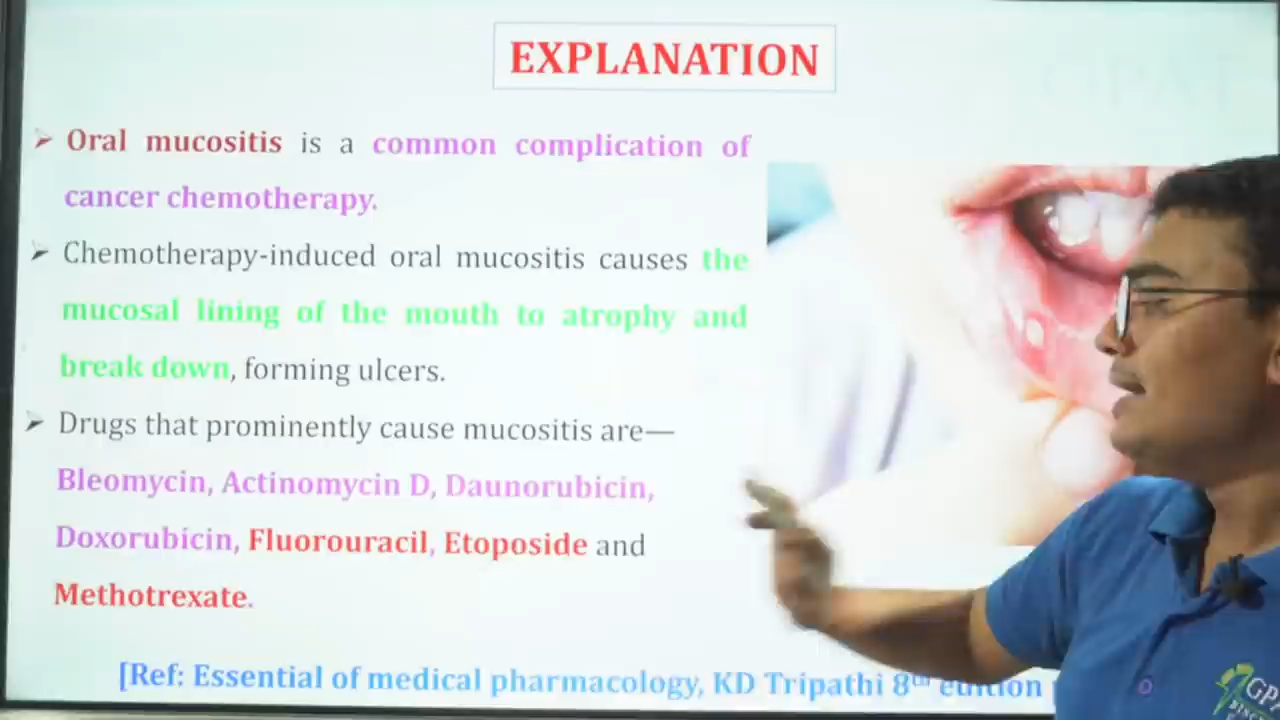 EXPLANATION
➢ Oral mucositis is a common complication of
cancer chemotherapy.
➢ Chemotherapy-induced oral mucositis causes the
mucosal lining of the mouth to atrophy and
break down, forming ulcers.
➢ Drugs that prominently cause mucositis are—
Bleomycin, Actinomycin D, Daunorubicin,
Doxorubicin, Fluorouracil, Etoposide and
Methotrexate.
[Ref: Essential of medical pharmacology, KD Tripathi 8th edition
GPAT